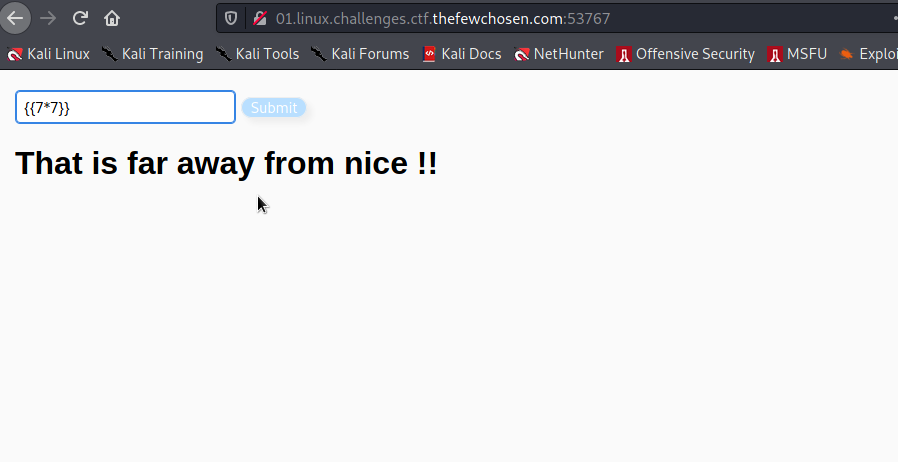 01.linux.challenges.ctf.thefewchosen.com:53767
Kali Linux Kali Training Kali Tools Kali Forums Kali Docs NetHunter Offensive Security MSFU
{{7*7}} Submit
That is far away from nice !!